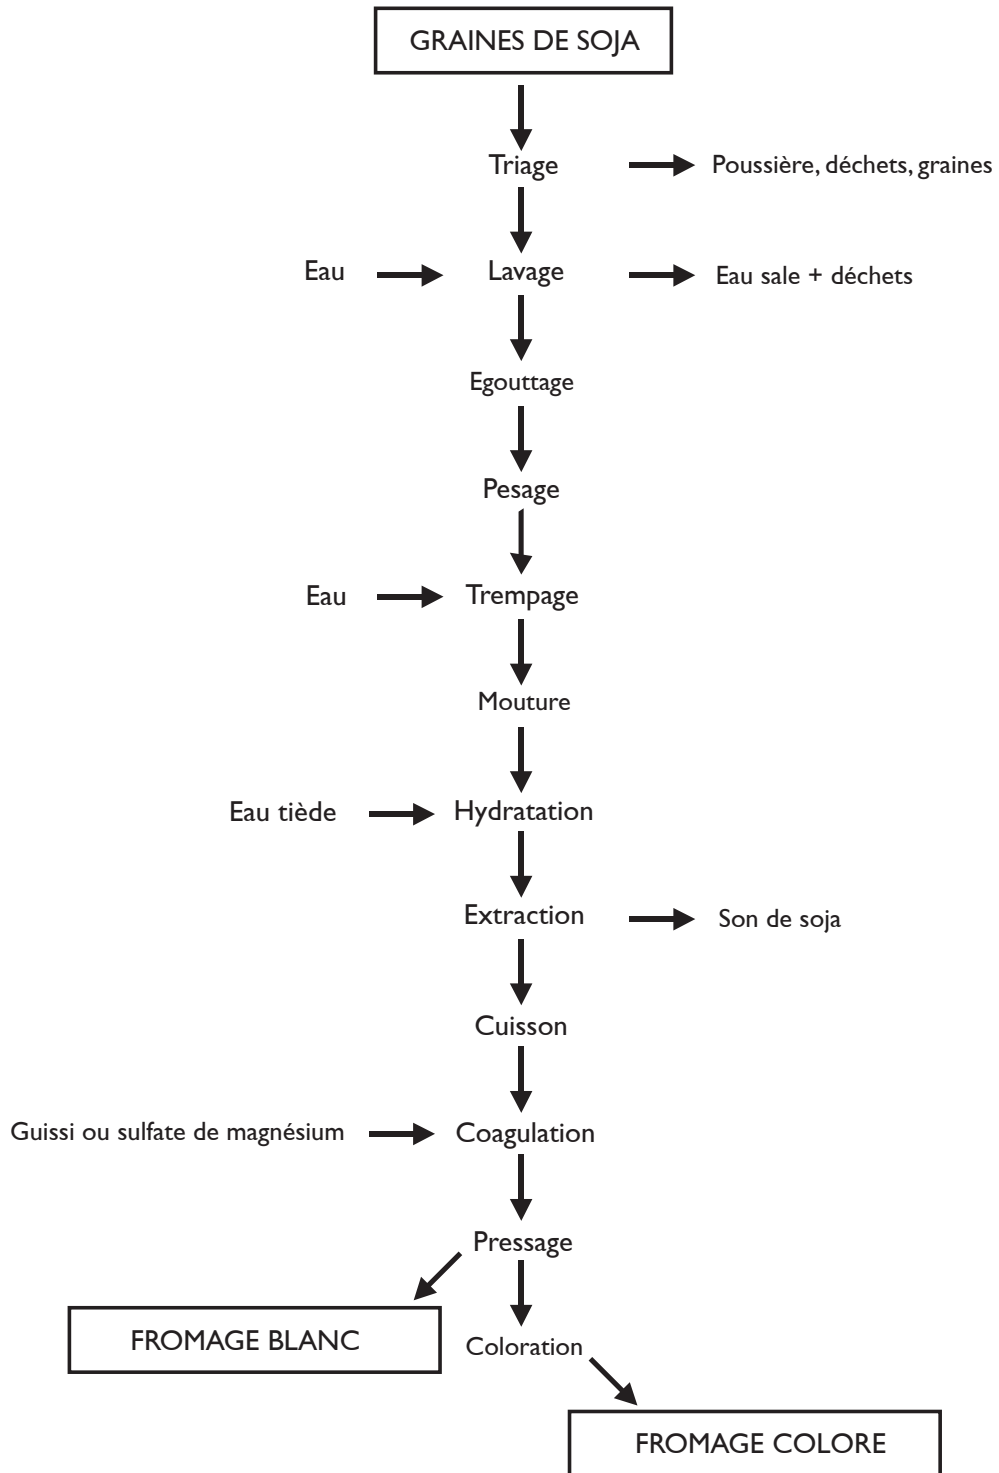 GRAINES DE SOJA
Triage
Poussière, déchets, graines
Eau
Lavage
Eau sale + déchets
Egouttage
Pesage
Eau
Trempage
Mouture
Eau tiède
Hydratation
Extraction
Son de soja
Cuisson
Guissi ou sulfate de magnésium
Coagulation
Pressage
FROMAGE BLANC
Coloration
FROMAGE COLORE